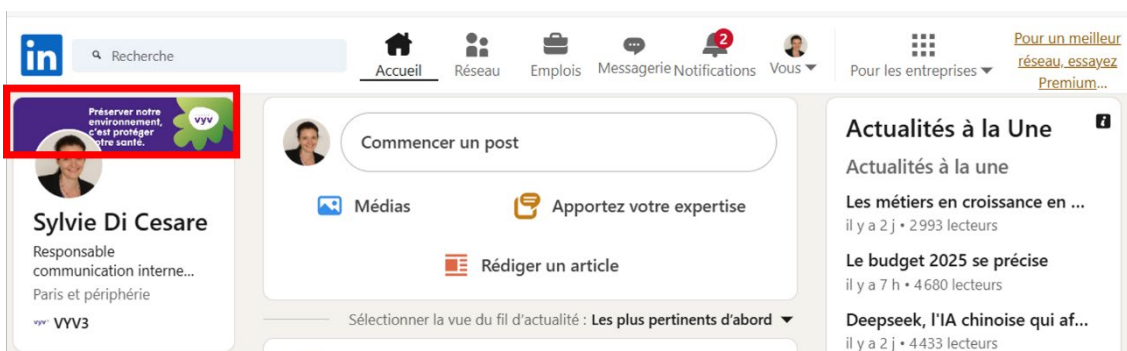 in
Recherche
Accueil
Réseau
Emplois
Messagerie
2
Notifications
Vous
Pour les entreprises
Pour un meilleur
réseau, essayez
Premium...
Préserver notre
environnement,
c'est protéger
notre santé.
vyv
Sylvie Di Cesare
Responsable
communication interne...
Paris et périphérie
vyv VYV3
Commencer un post
Médias
Apportez votre expertise
Rédiger un article
Sélectionner la vue du fil d'actualité : Les plus pertinents d'abord
Actualités à la Une
Actualités à la une
Les métiers en croissance en ...
il y a 2 j • 2 993 lecteurs
Le budget 2025 se précise
il y a 7 h • 4 680 lecteurs
Deepseek, l'IA chinoise qui af...
il y a 2 j • 4 433 lecteurs